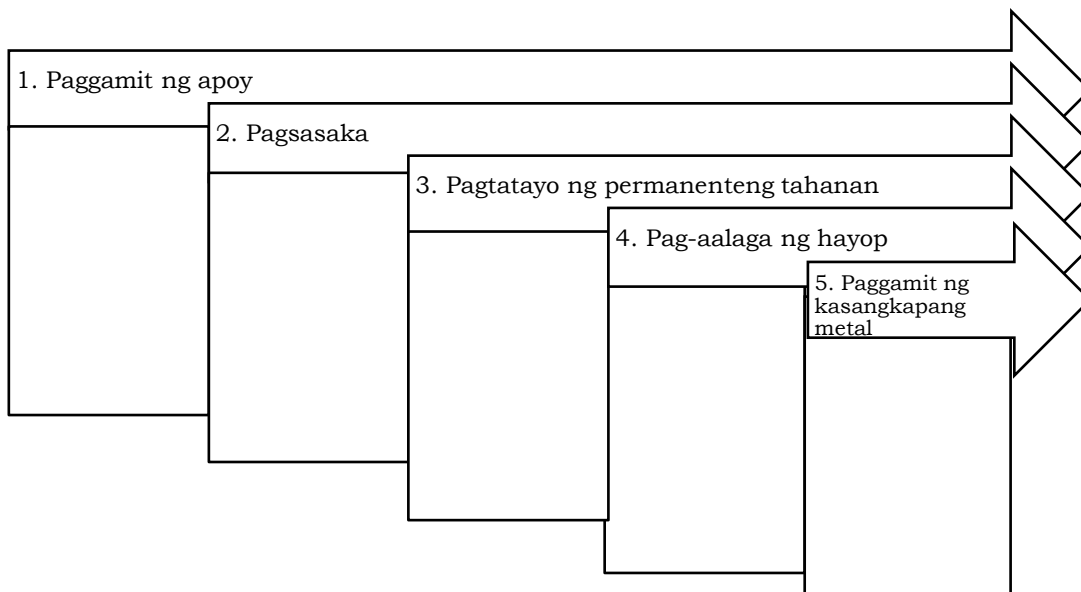 1. Paggamit ng apoy
2. Pagsasaka
3. Pagtatayo ng permanenteng tahanan
4. Pag-aalaga ng hayop
5. Paggamit ng
kasangkapang
metal